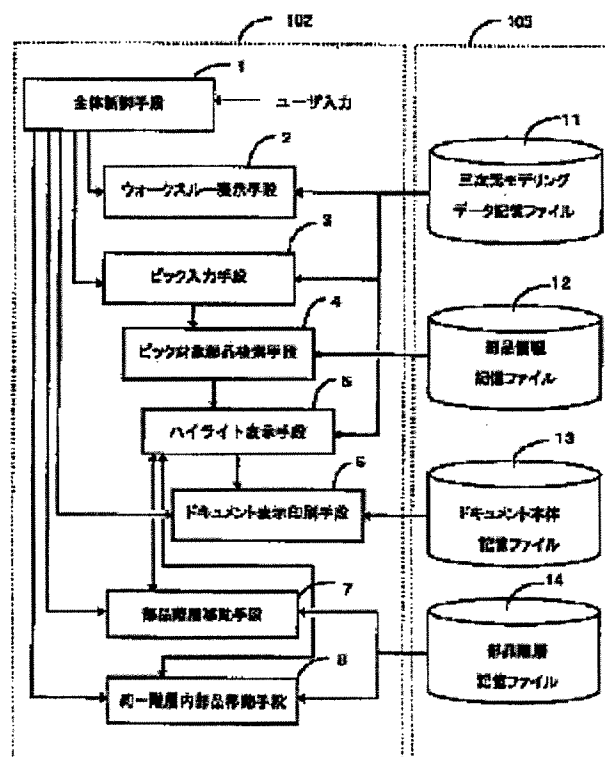 102
103
1
全体制御手段
ユーザ入力
2
ウォークスルー表示手段
11
三次元モデリング
データ記憶ファイル
3
ピック入力手段
4
ピック対象部品検索手段
12
部品情報
記憶ファイル
5
ハイライト表示手段
6
ドキュメント表示印刷手段
13
ドキュメント本体
記憶ファイル
7
部品階層移動手段
14
部品階層
記憶ファイル
8
同一階層内部品移動手段